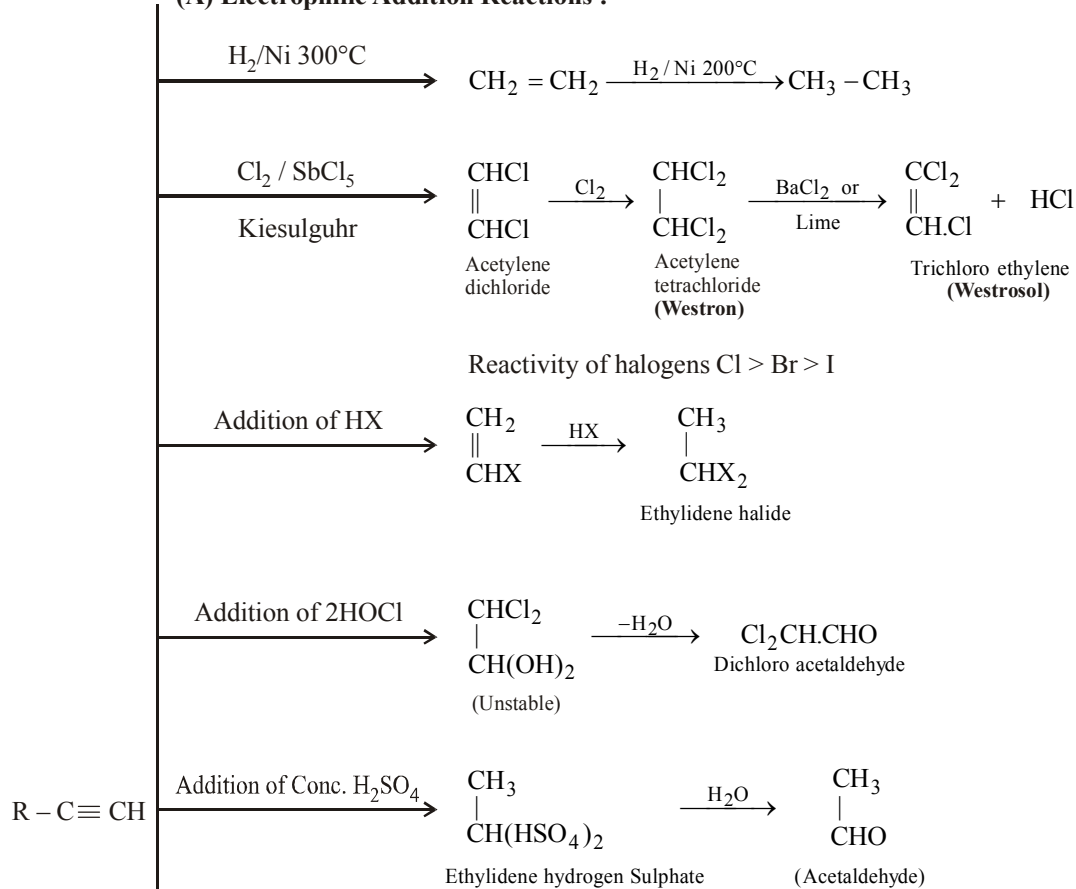 (A) Electrophilic Addition Reactions :
H₂/Ni 300°C
CH₂ = CH₂ —H₂ / Ni 200°C→ CH₃ – CH₃
Cl₂ / SbCl₅
Kiesulguhr
CHCl
||
CHCl
Acetylene
dichloride
Cl₂ →
CHCl₂
|
CHCl₂
Acetylene
tetrachloride
(Westron)
BaCl₂ or
Lime →
CCl₂
||
CH.Cl
+ HCl
Trichloro ethylene
(Westrosol)
Reactivity of halogens Cl > Br > I
Addition of HX
CH₂
||
CHX
HX →
CH₃
|
CHX₂
Ethylidene halide
Addition of 2HOCl
CHCl₂
|
CH(OH)₂
(Unstable)
–H₂O →
Cl₂CH.CHO
Dichloro acetaldehyde
R – C ≡ CH
Addition of Conc. H₂SO₄
CH₃
|
CH(HSO₄)₂
Ethylidene hydrogen Sulphate
H₂O →
CH₃
|
CHO
(Acetaldehyde)